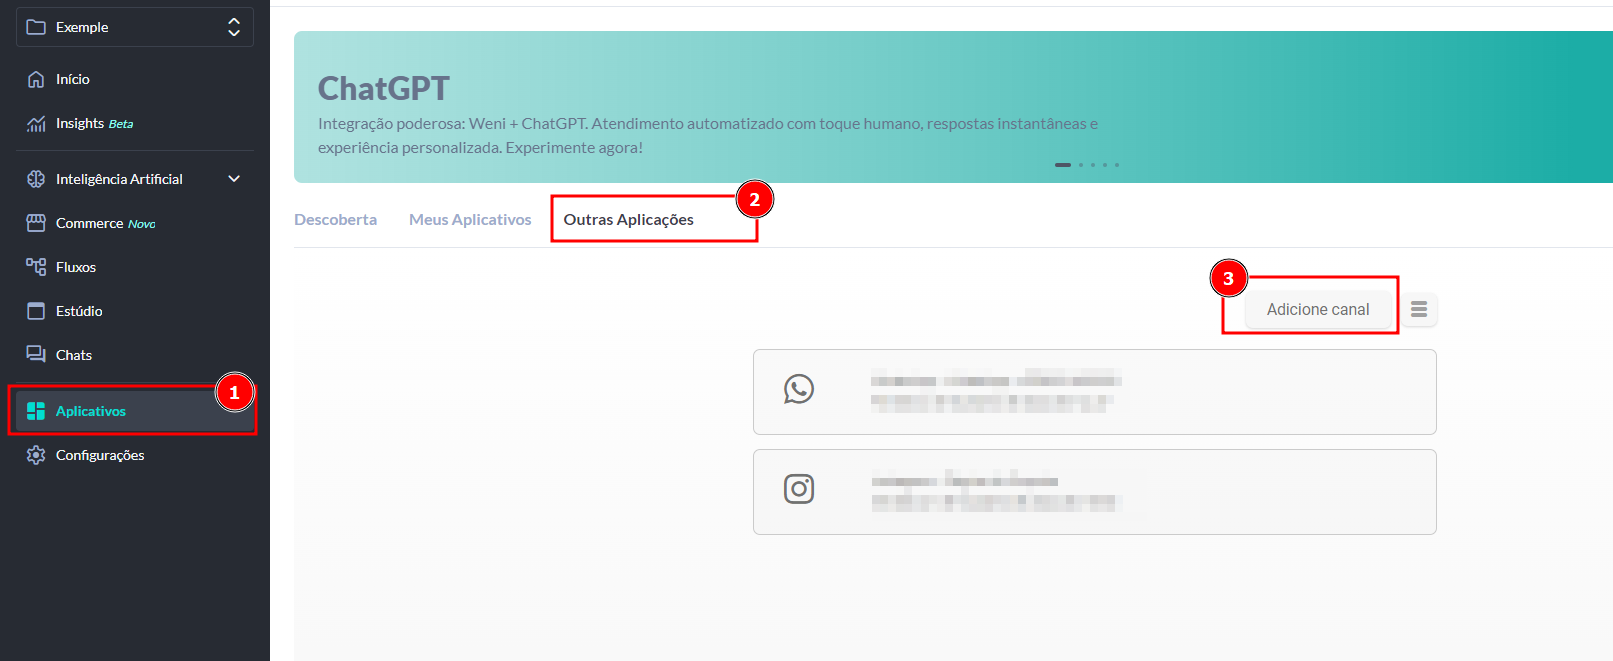 Exemple
Início
Insights Beta
Inteligência Artificial
Commerce Novo
Fluxos
Estúdio
Chats
1
Aplicativos
Configurações
ChatGPT
Integração poderosa: Weni + ChatGPT. Atendimento automatizado com toque humano, respostas instantâneas e
experiência personalizada. Experimente agora!
2
Descoberta Meus Aplicativos Outras Aplicações
3
Adicione canal